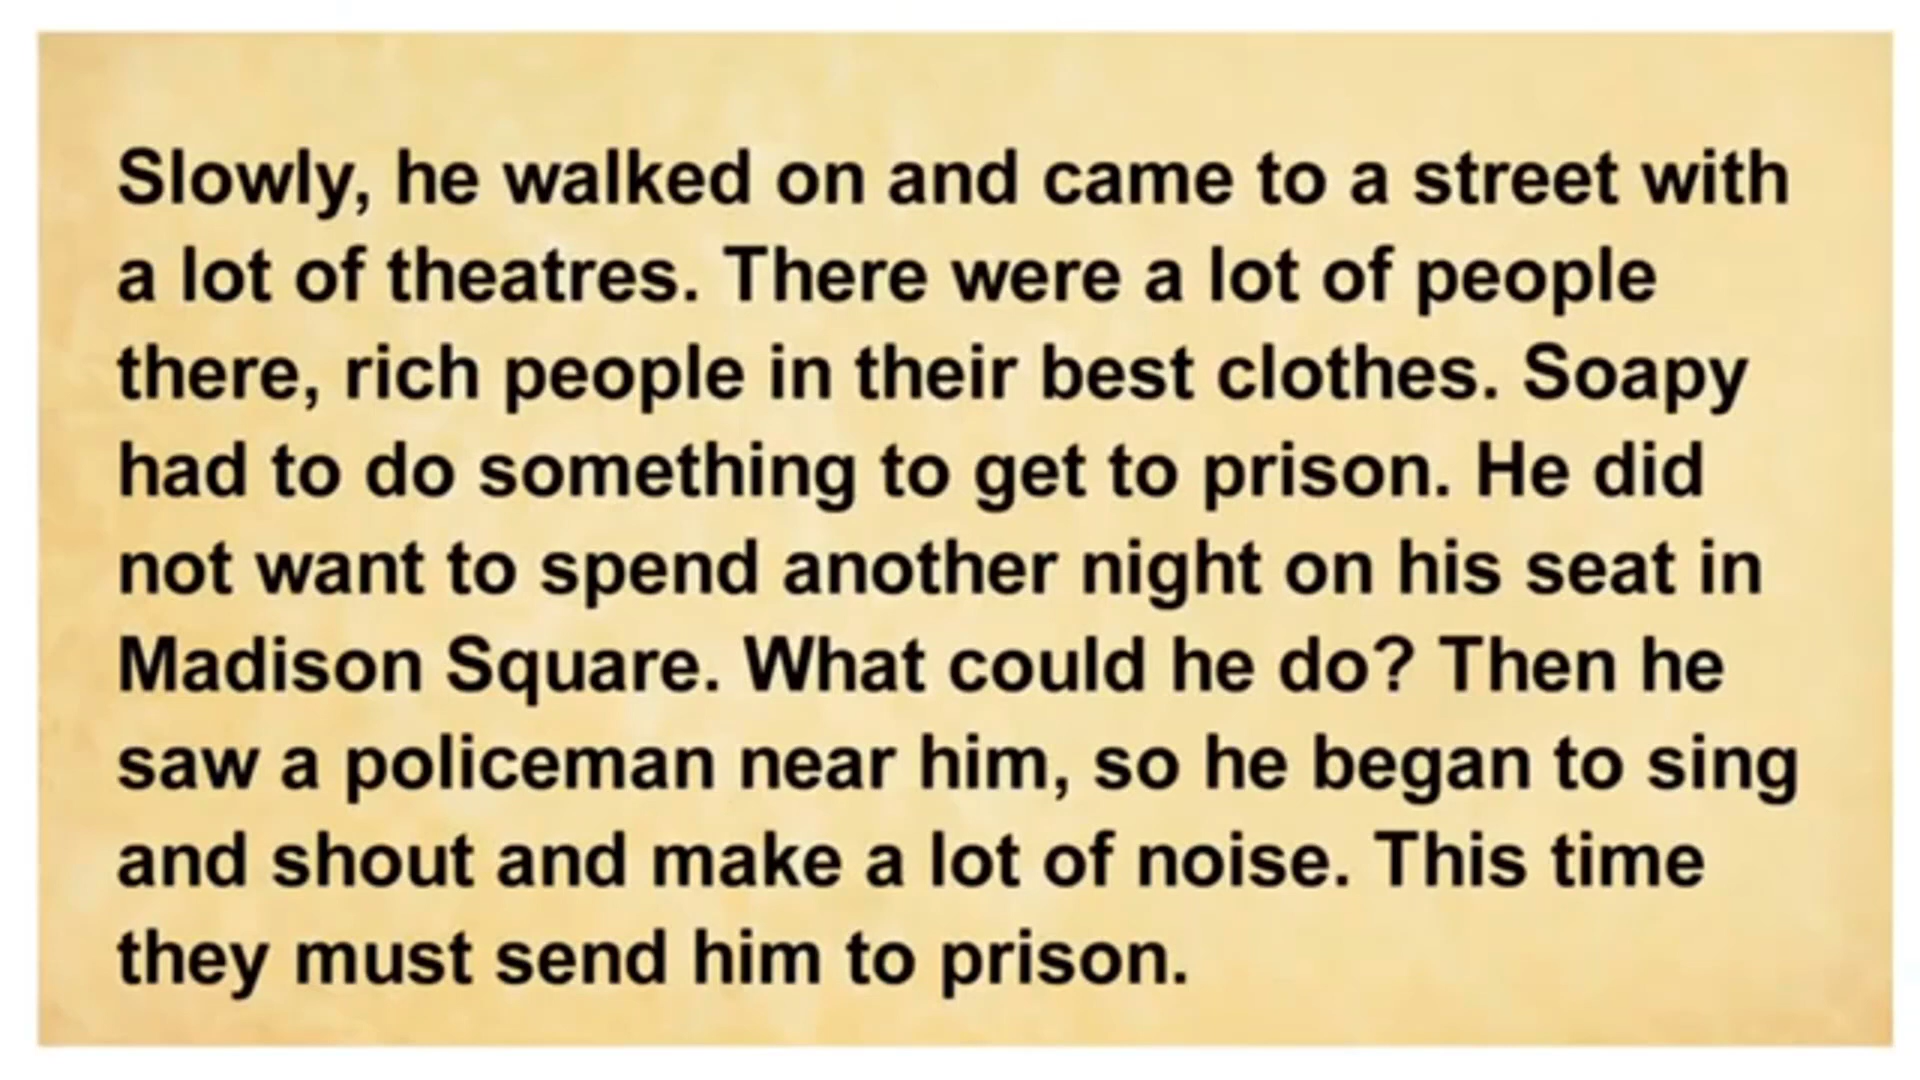 Slowly, he walked on and came to a street with
a lot of theatres. There were a lot of people
there, rich people in their best clothes. Soapy
had to do something to get to prison. He did
not want to spend another night on his seat in
Madison Square. What could he do? Then he
saw a policeman near him, so he began to sing
and shout and make a lot of noise. This time
they must send him to prison.